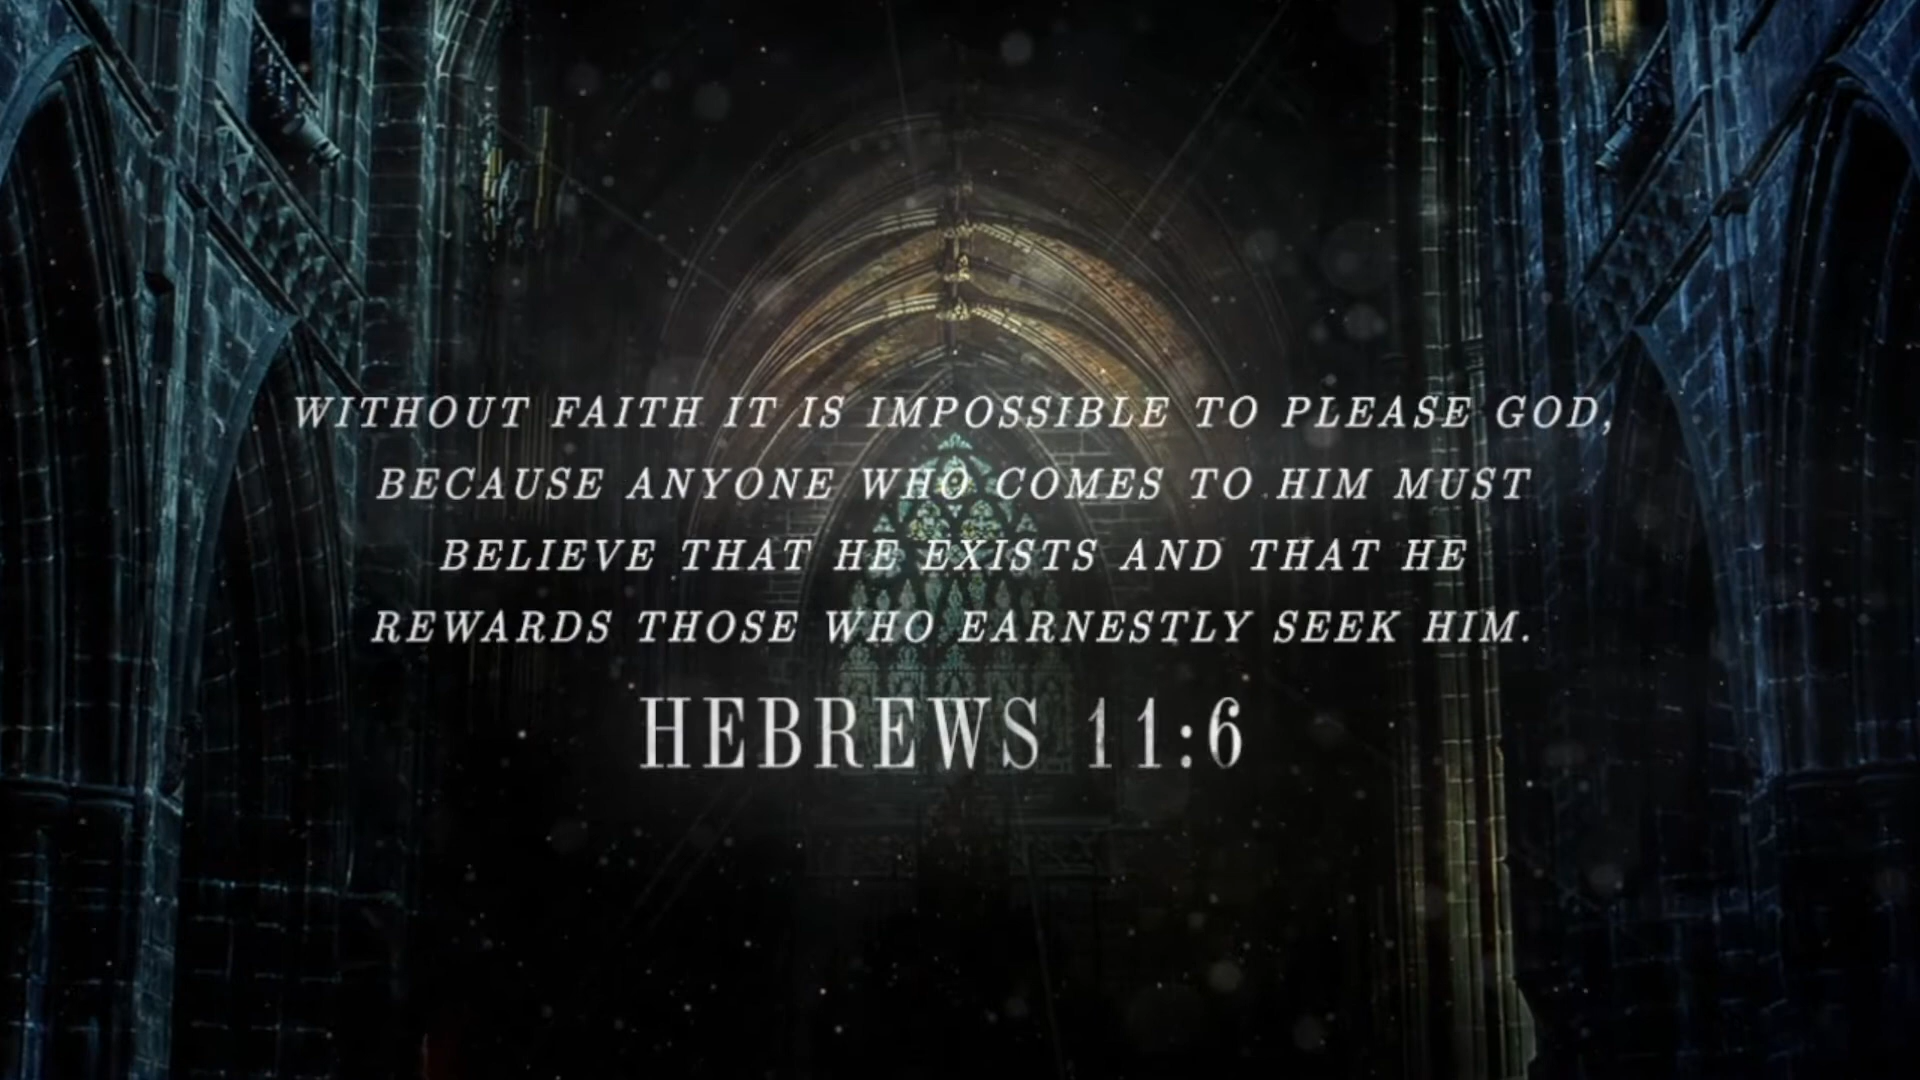 WITHOUT FAITH IT IS IMPOSSIBLE TO PLEASE GOD,
BECAUSE ANYONE WHO COMES TO HIM MUST
BELIEVE THAT HE EXISTS AND THAT HE
REWARDS THOSE WHO EARNESTLY SEEK HIM.
HEBREWS 11:6